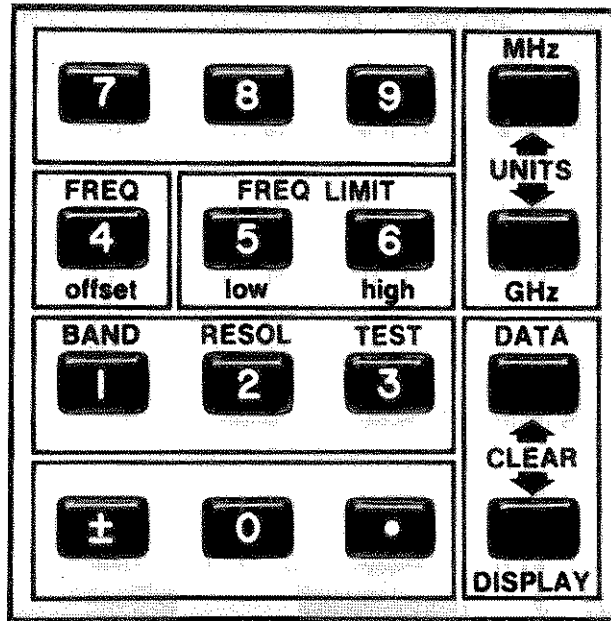 7 8 9 MHz
UNITS
FREQ FREQ LIMIT
4 5 6
offset low high GHz
BAND RESOL TEST DATA
1 2 3
CLEAR
± 0 •
DISPLAY